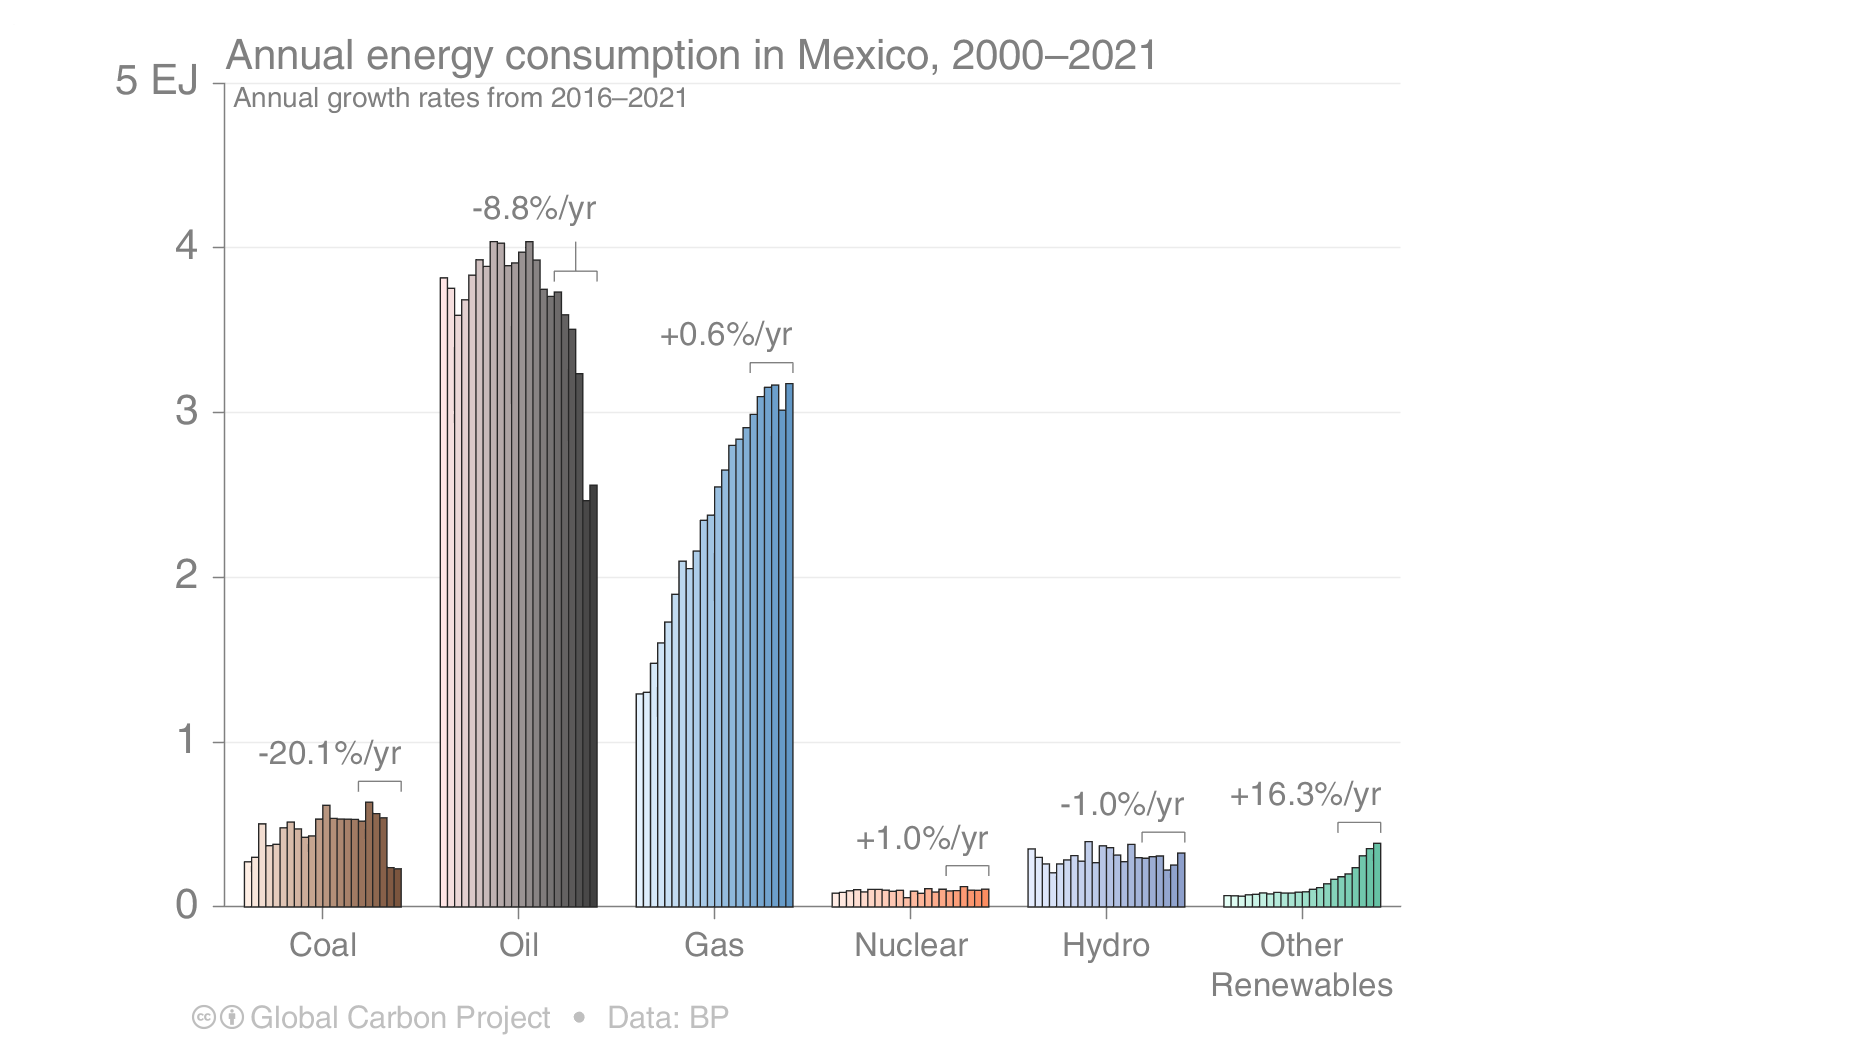 Annual energy consumption in Mexico, 2000–2021
5 EJ
Annual growth rates from 2016–2021
4
3
2
1
0
-20.1%/yr
-8.8%/yr
+0.6%/yr
+1.0%/yr
-1.0%/yr
+16.3%/yr
Coal
Oil
Gas
Nuclear
Hydro
Other
Renewables
cc Global Carbon Project • Data: BP